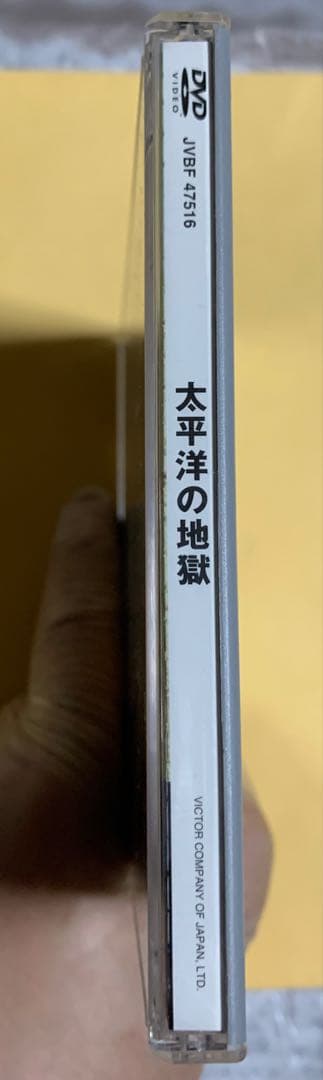 DVD
VIDEO
JVBF 47516
太平洋の地獄
VICTOR COMPANY OF JAPAN, LTD.